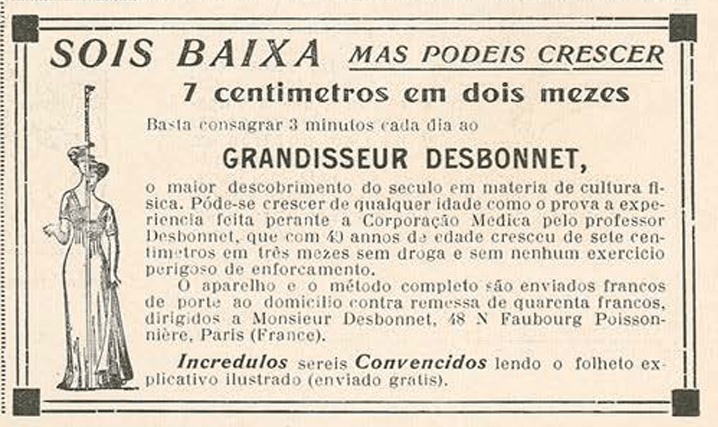 SOIS BAIXA MAS PODEIS CRESCER
7 centimetros em dois mezes
Basta consagrar 3 minutos cada dia ao
GRANDISSEUR DESBONNET,
o maior descobrimento do seculo em materia de cultura fi-
sica. Póde-se crescer de qualquer idade como o prova a expe-
riencia feita perante a Corporação Medica pelo professor
Desbonnet, que com 49 annos de edade cresceu de sete cen-
timetros em três mezes sem droga e sem nenhum exercicio
perigoso de enforcamento.
O aparelho e o método completo são enviados francos
de porte ao domicilio contra remessa de quarenta francos,
dirigidos a Monsieur Desbonnet, 48 N Faubourg Poisson-
nière, Paris (France).
Incredulos sereis Convencidos lendo o folheto ex-
plicativo ilustrado (enviado gratis).